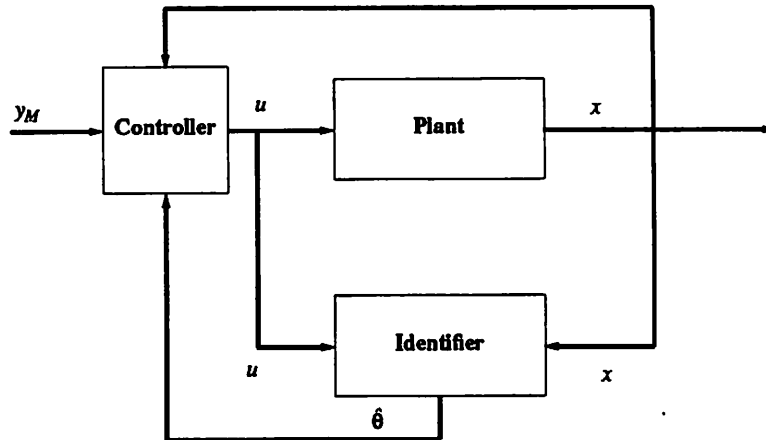 y_M
Controller
u
Plant
x
Identifier
u
x
θ̂